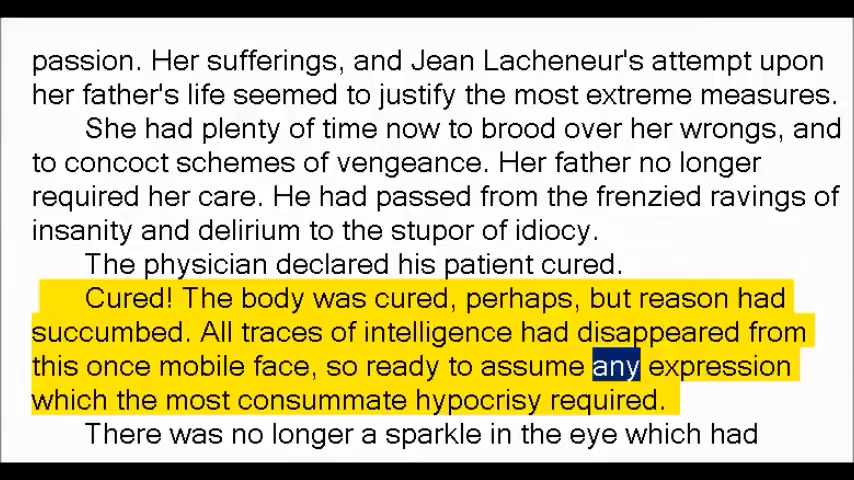 passion. Her sufferings, and Jean Lacheneur's attempt upon
her father's life seemed to justify the most extreme measures.
She had plenty of time now to brood over her wrongs, and
to concoct schemes of vengeance. Her father no longer
required her care. He had passed from the frenzied ravings of
insanity and delirium to the stupor of idiocy.
The physician declared his patient cured.
Cured! The body was cured, perhaps, but reason had
succumbed. All traces of intelligence had disappeared from
this once mobile face, so ready to assume any expression
which the most consummate hypocrisy required.
There was no longer a sparkle in the eye which had